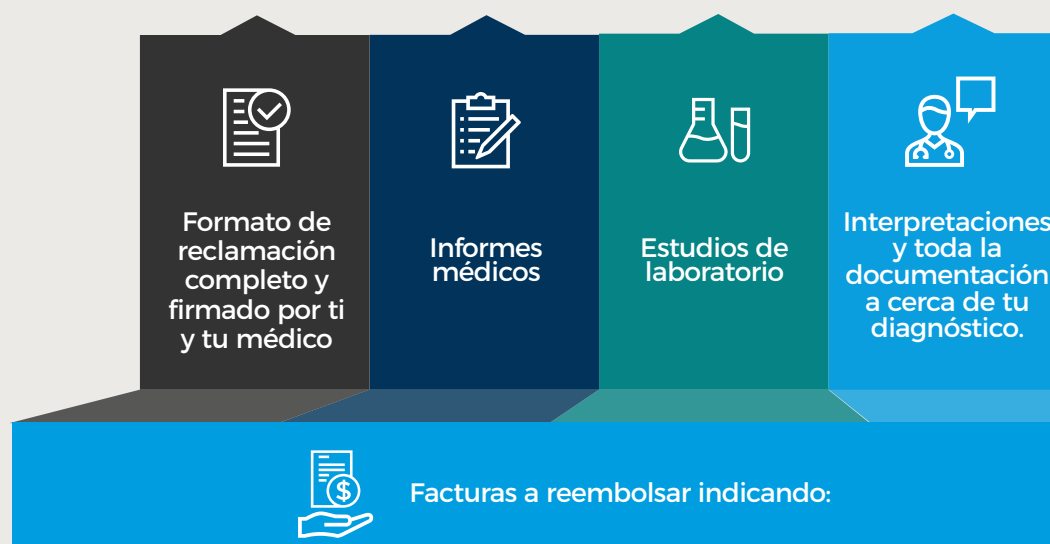 Formato de
reclamación
completo y
firmado por ti
y tu médico
Informes
médicos
Estudios de
laboratorio
Interpretaciones
y toda la
documentación
a cerca de tu
diagnóstico.
$
Facturas a reembolsar indicando: